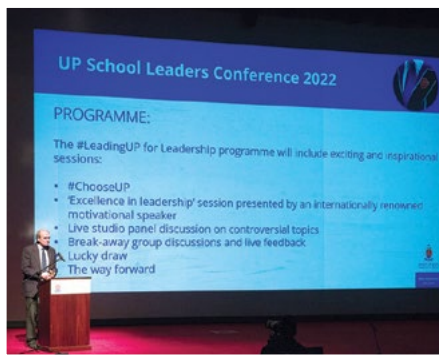 UP School Leaders Conference 2022
PROGRAMME:
The #LeadingUP for Leadership programme will include exciting and inspirational
sessions:
• #ChooseUP
• 'Excellence in leadership' session presented by an internationally renowned
motivational speaker
• Live studio panel discussion on controversial topics
• Break-away group discussions and live feedback
• Lucky draw
The way forward